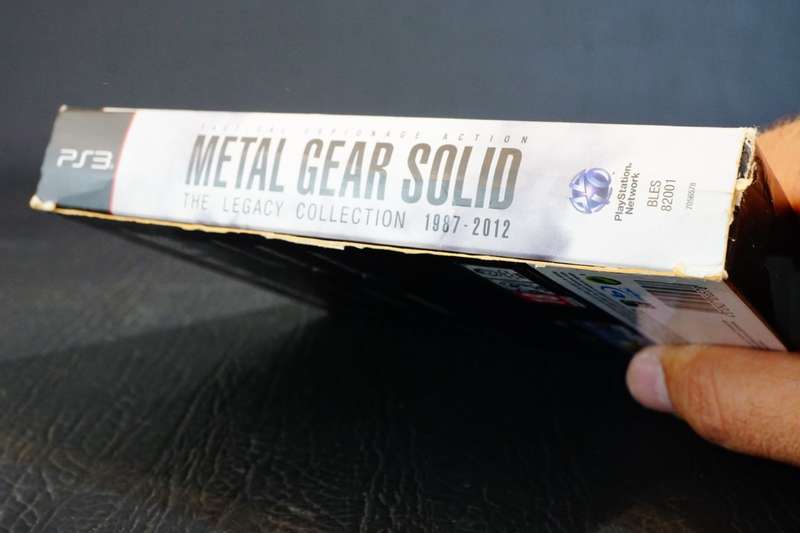 PS3
TACTICAL ESPIONAGE ACTION
METAL GEAR SOLID
THE LEGACY COLLECTION 1987-2012
PlayStation®
Network
BLES
82001